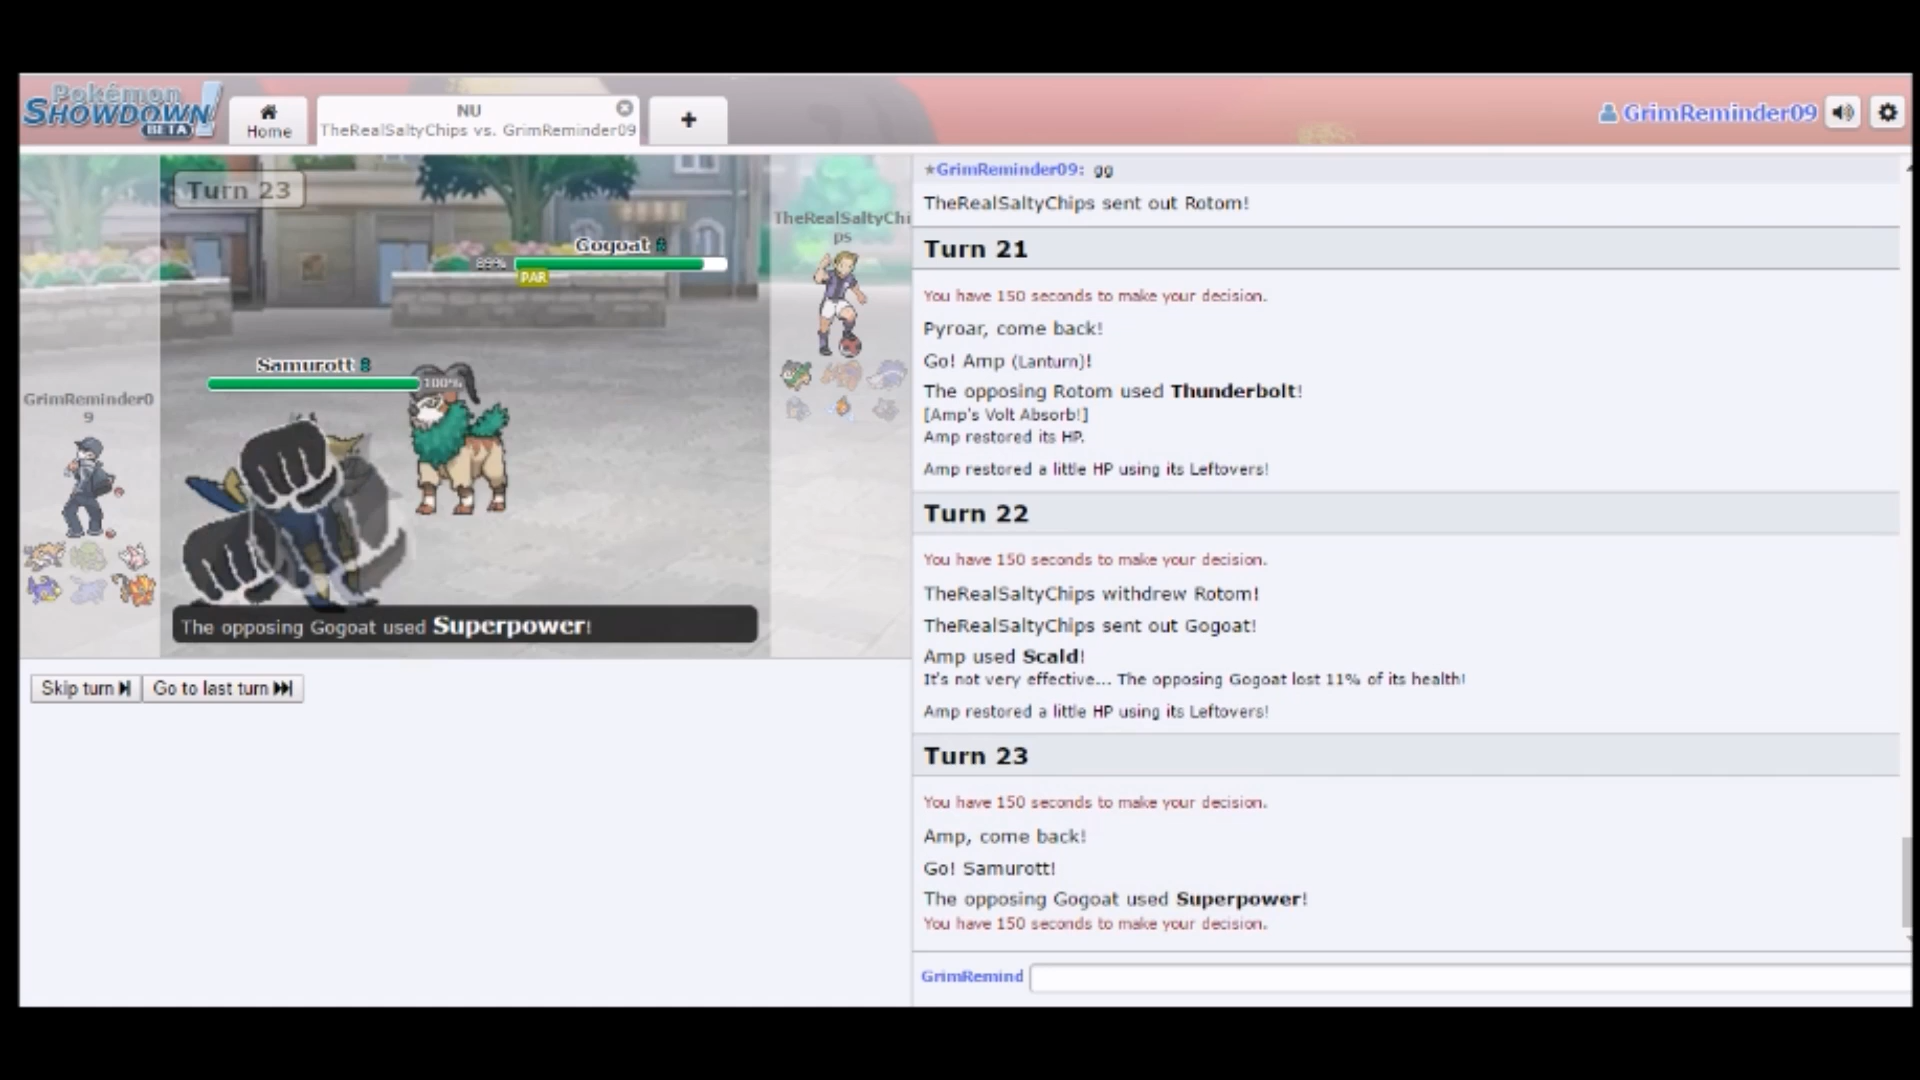 Pokémon
SHOWDOWN!
BETA
Home
NU
TheRealSaltyChips vs. GrimReminder09
+
GrimReminder09
Turn 23
Gogoat
89%
PAR
Samurott
100%
GrimReminder0
9
TheRealSaltyChi
ps
The opposing Gogoat used Superpower!
Skip turn
Go to last turn
★GrimReminder09: gg
TheRealSaltyChips sent out Rotom!
Turn 21
You have 150 seconds to make your decision.
Pyroar, come back!
Go! Amp (Lanturn)!
The opposing Rotom used Thunderbolt!
[Amp's Volt Absorb!]
Amp restored its HP.
Amp restored a little HP using its Leftovers!
Turn 22
You have 150 seconds to make your decision.
TheRealSaltyChips withdrew Rotom!
TheRealSaltyChips sent out Gogoat!
Amp used Scald!
It's not very effective... The opposing Gogoat lost 11% of its health!
Amp restored a little HP using its Leftovers!
Turn 23
You have 150 seconds to make your decision.
Amp, come back!
Go! Samurott!
The opposing Gogoat used Superpower!
You have 150 seconds to make your decision.
GrimRemind